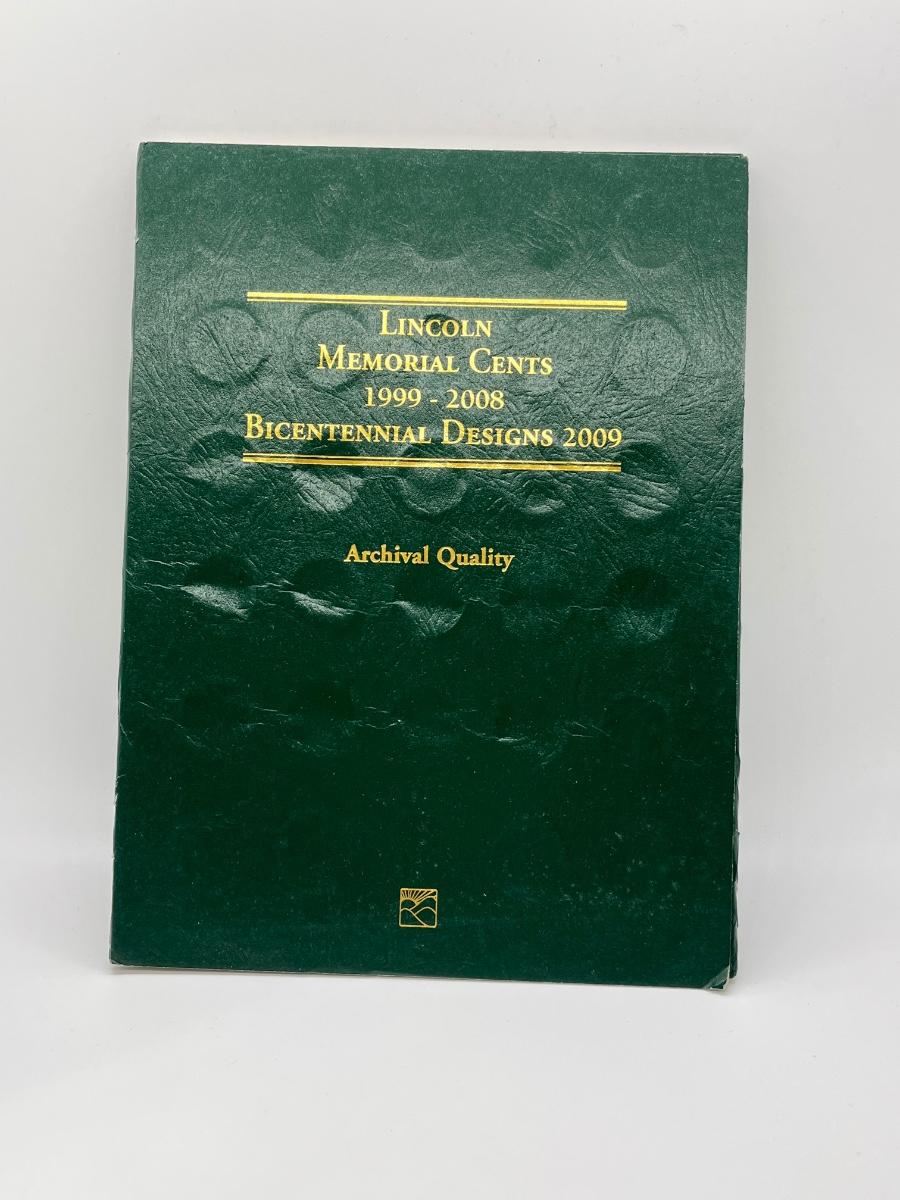 Lincoln
Memorial Cents
1999 - 2008
Bicentennial Designs 2009
Archival Quality